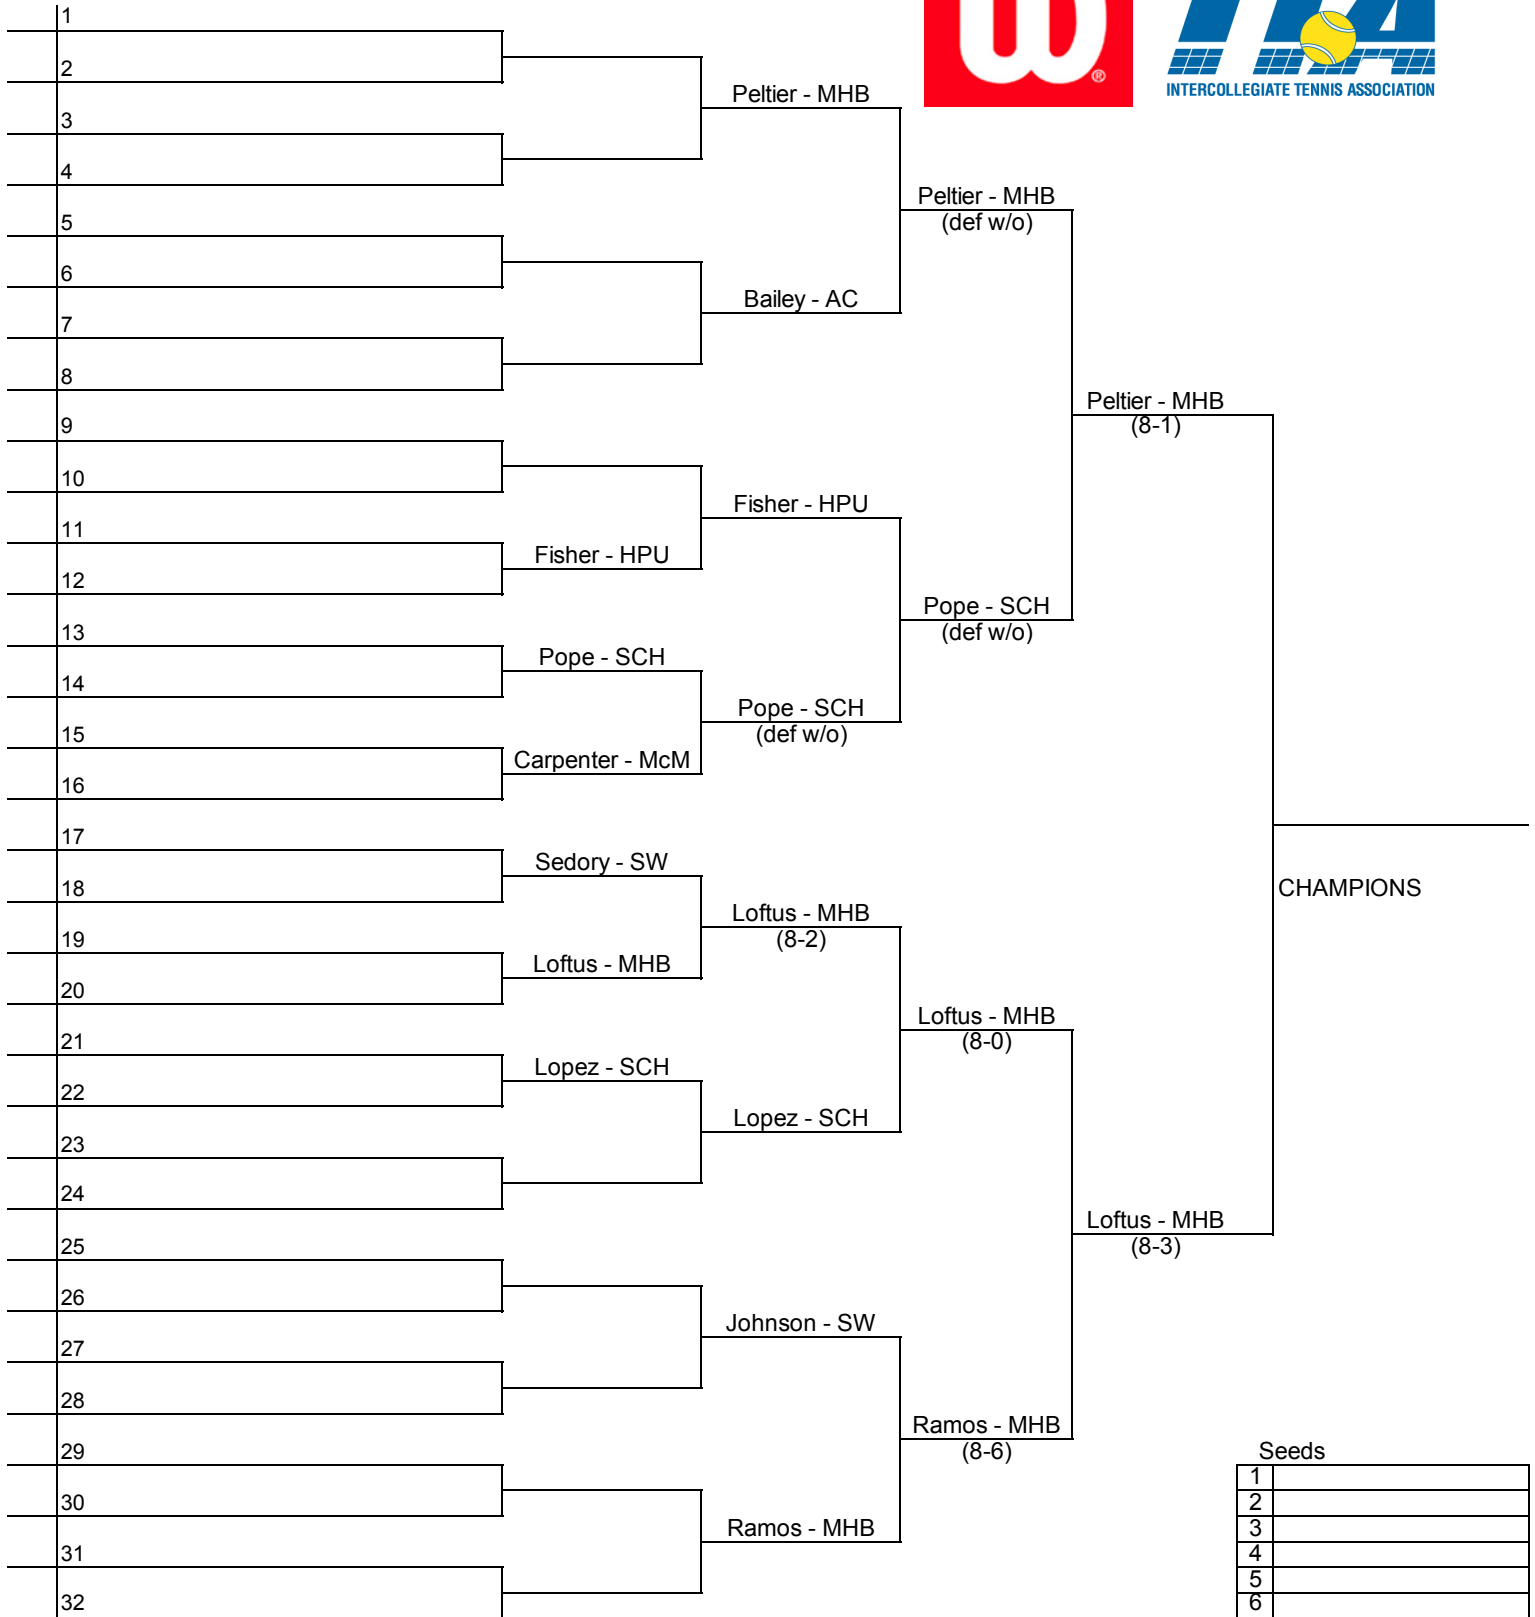 1
2
3
4
5
6
7
8
9
10
11
12
13
14
15
16
17
18
19
20
21
22
23
24
25
26
27
28
29
30
31
32
Fisher - HPU
Pope - SCH
Carpenter - McM
Sedory - SW
Loftus - MHB
Lopez - SCH
Peltier - MHB
Bailey - AC
Fisher - HPU
Pope - SCH
(def w/o)
Loftus - MHB
(8-2)
Lopez - SCH
Johnson - SW
Ramos - MHB
Peltier - MHB
(def w/o)
Pope - SCH
(def w/o)
Loftus - MHB
(8-0)
Ramos - MHB
(8-6)
Peltier - MHB
(8-1)
Loftus - MHB
(8-3)
W
®
ITA
INTERCOLLEGIATE TENNIS ASSOCIATION
CHAMPIONS
Seeds
1
2
3
4
5
6